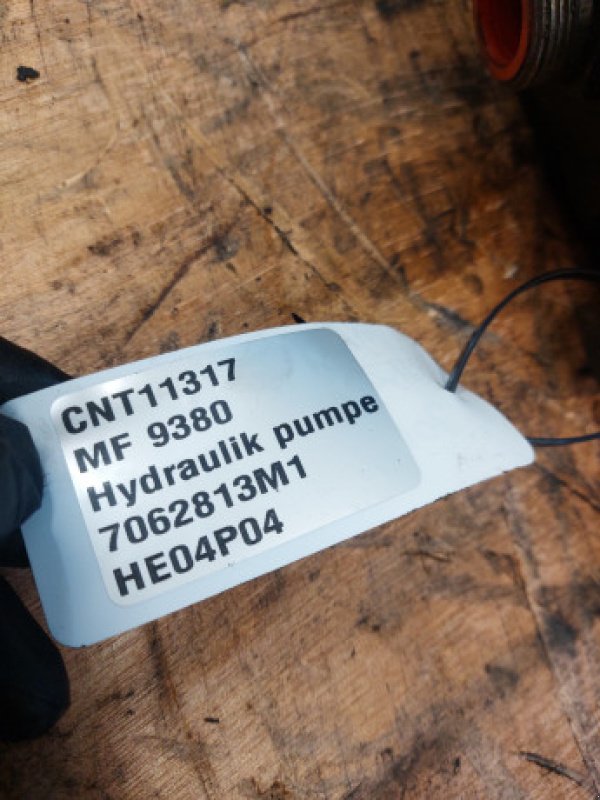 CNT11317
MF 9380
Hydraulik pumpe
7062813M1
HE04P04